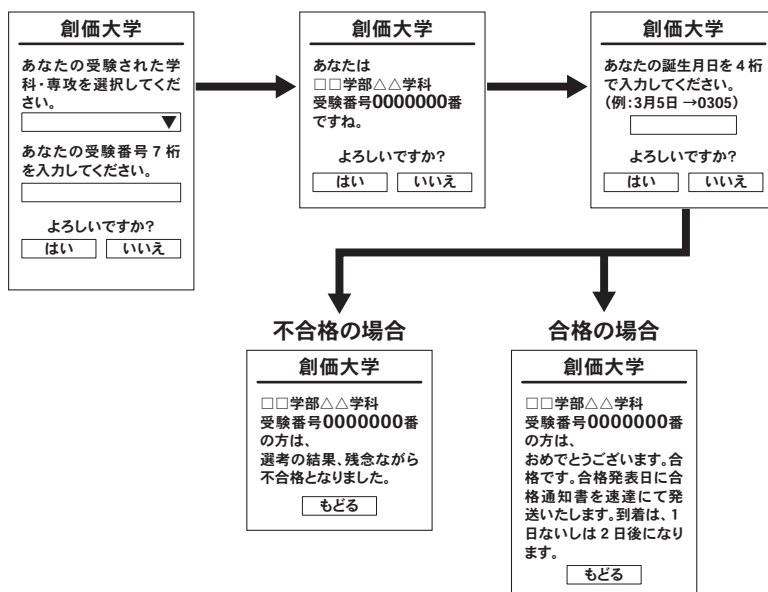 創価大学
あなたの受験された学
科・専攻を選択してくだ
さい。
▼
あなたの受験番号7桁
を入力してください。
よろしいですか?
はい いいえ
創価大学
あなたは
□□学部△△学科
受験番号0000000番
ですね。
よろしいですか?
はい いいえ
創価大学
あなたの誕生月日を4桁
で入力してください。
(例:3月5日→0305)
よろしいですか?
はい いいえ
不合格の場合
創価大学
□□学部△△学科
受験番号0000000番
の方は、
選考の結果、残念ながら
不合格となりました。
もどる
合格の場合
創価大学
□□学部△△学科
受験番号0000000番
の方は、
おめでとうございます。合
格です。合格発表日に合
格通知書を速達にて発
送いたします。到着は、1
日ないしは2日後になり
ます。
もどる